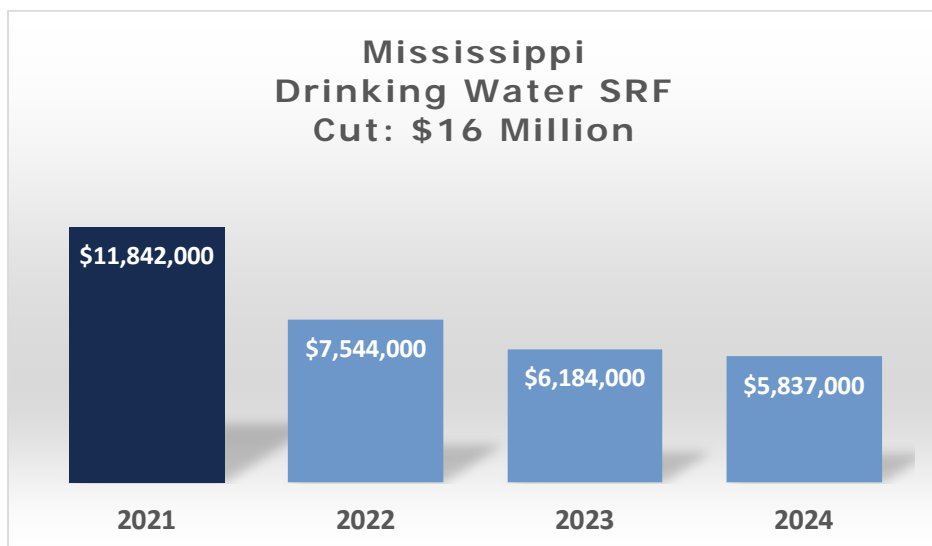 Mississippi
Drinking Water SRF
Cut: $16 Million
$11,842,000
$7,544,000
$6,184,000
$5,837,000
2021
2022
2023
2024